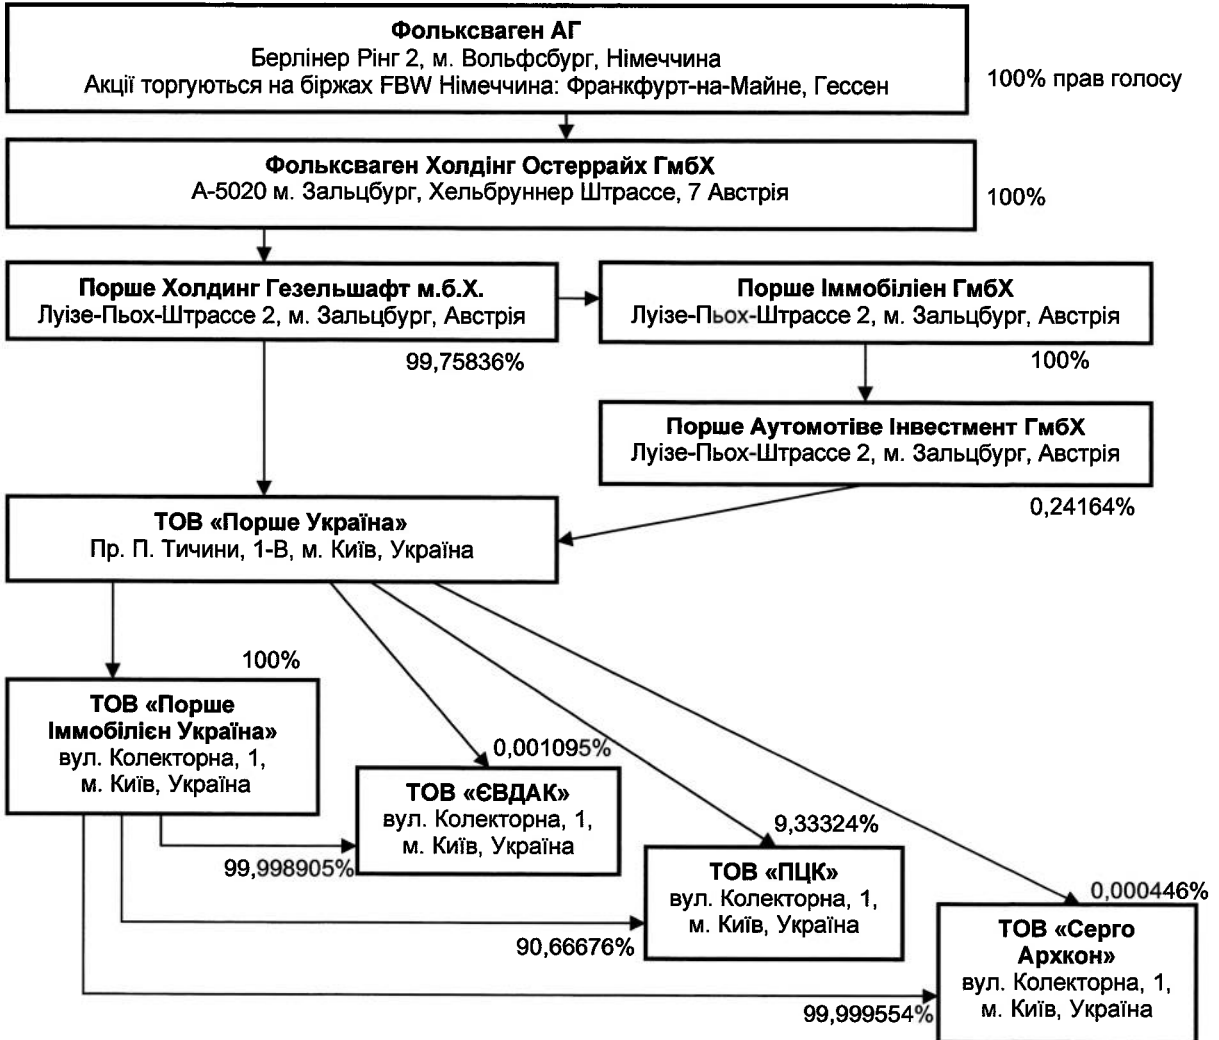 Фольксваген АГ
Берлінер Рінг 2, м. Вольфсбург, Німеччина
Акції торгуються на біржах FBW Німеччина: Франкфурт-на-Майне, Гессен
100% прав голосу
Фольксваген Холдінг Остеррайх ГмбХ
А-5020 м. Зальцбург, Хельбруннер Штрассе, 7 Австрія
100%
Порше Холдинг Гезельшафт м.б.Х.
Луізе-Пьох-Штрассе 2, м. Зальцбург, Австрія
99,75836%
Порше Іммобіліен ГмбХ
Луізе-Пьох-Штрассе 2, м. Зальцбург, Австрія
100%
Порше Аутомотіве Інвестмент ГмбХ
Луізе-Пьох-Штрассе 2, м. Зальцбург, Австрія
0,24164%
ТОВ «Порше Україна»
Пр. П. Тичини, 1-В, м. Київ, Україна
100%
ТОВ «Порше
Іммобілієн Україна»
вул. Колекторна, 1,
м. Київ, Україна
0,001095%
ТОВ «ЄВДАК»
вул. Колекторна, 1,
м. Київ, Україна
99,998905%
9,33324%
ТОВ «ПЦК»
вул. Колекторна, 1,
м. Київ, Україна
90,66676%
0,000446%
ТОВ «Серго
Архкон»
вул. Колекторна, 1,
м. Київ, Україна
99,999554%